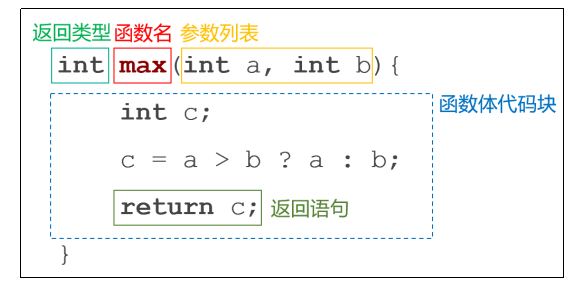 返回类型 函数名 参数列表
int max(int a, int b){
函数体代码块
int c;
c = a > b ? a : b;
return c; 返回语句
}